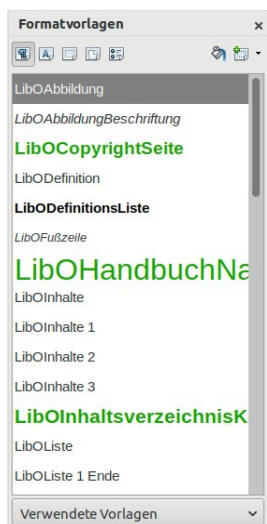 Formatvorlagen
LibOAbbildung
LibOAbbildungBeschriftung
LibOCopyrightSeite
LibODefinition
LibODefinitionsListe
LibOFußzeile
LibOHandbuchNa
LibOInhalte
LibOInhalte 1
LibOInhalte 2
LibOInhalte 3
LibOInhaltsverzeichnisK
LibOListe
LibOListe 1 Ende
Verwendete Vorlagen